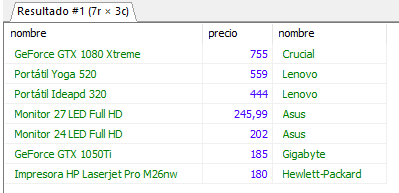 Resultado #1 (7r × 3c)
nombre precio nombre
GeForce GTX 1080 Xtreme 755 Crucial
Portátil Yoga 520 559 Lenovo
Portátil Ideapd 320 444 Lenovo
Monitor 27 LED Full HD 245,99 Asus
Monitor 24 LED Full HD 202 Asus
GeForce GTX 1050Ti 185 Gigabyte
Impresora HP Laserjet Pro M26nw 180 Hewlett-Packard